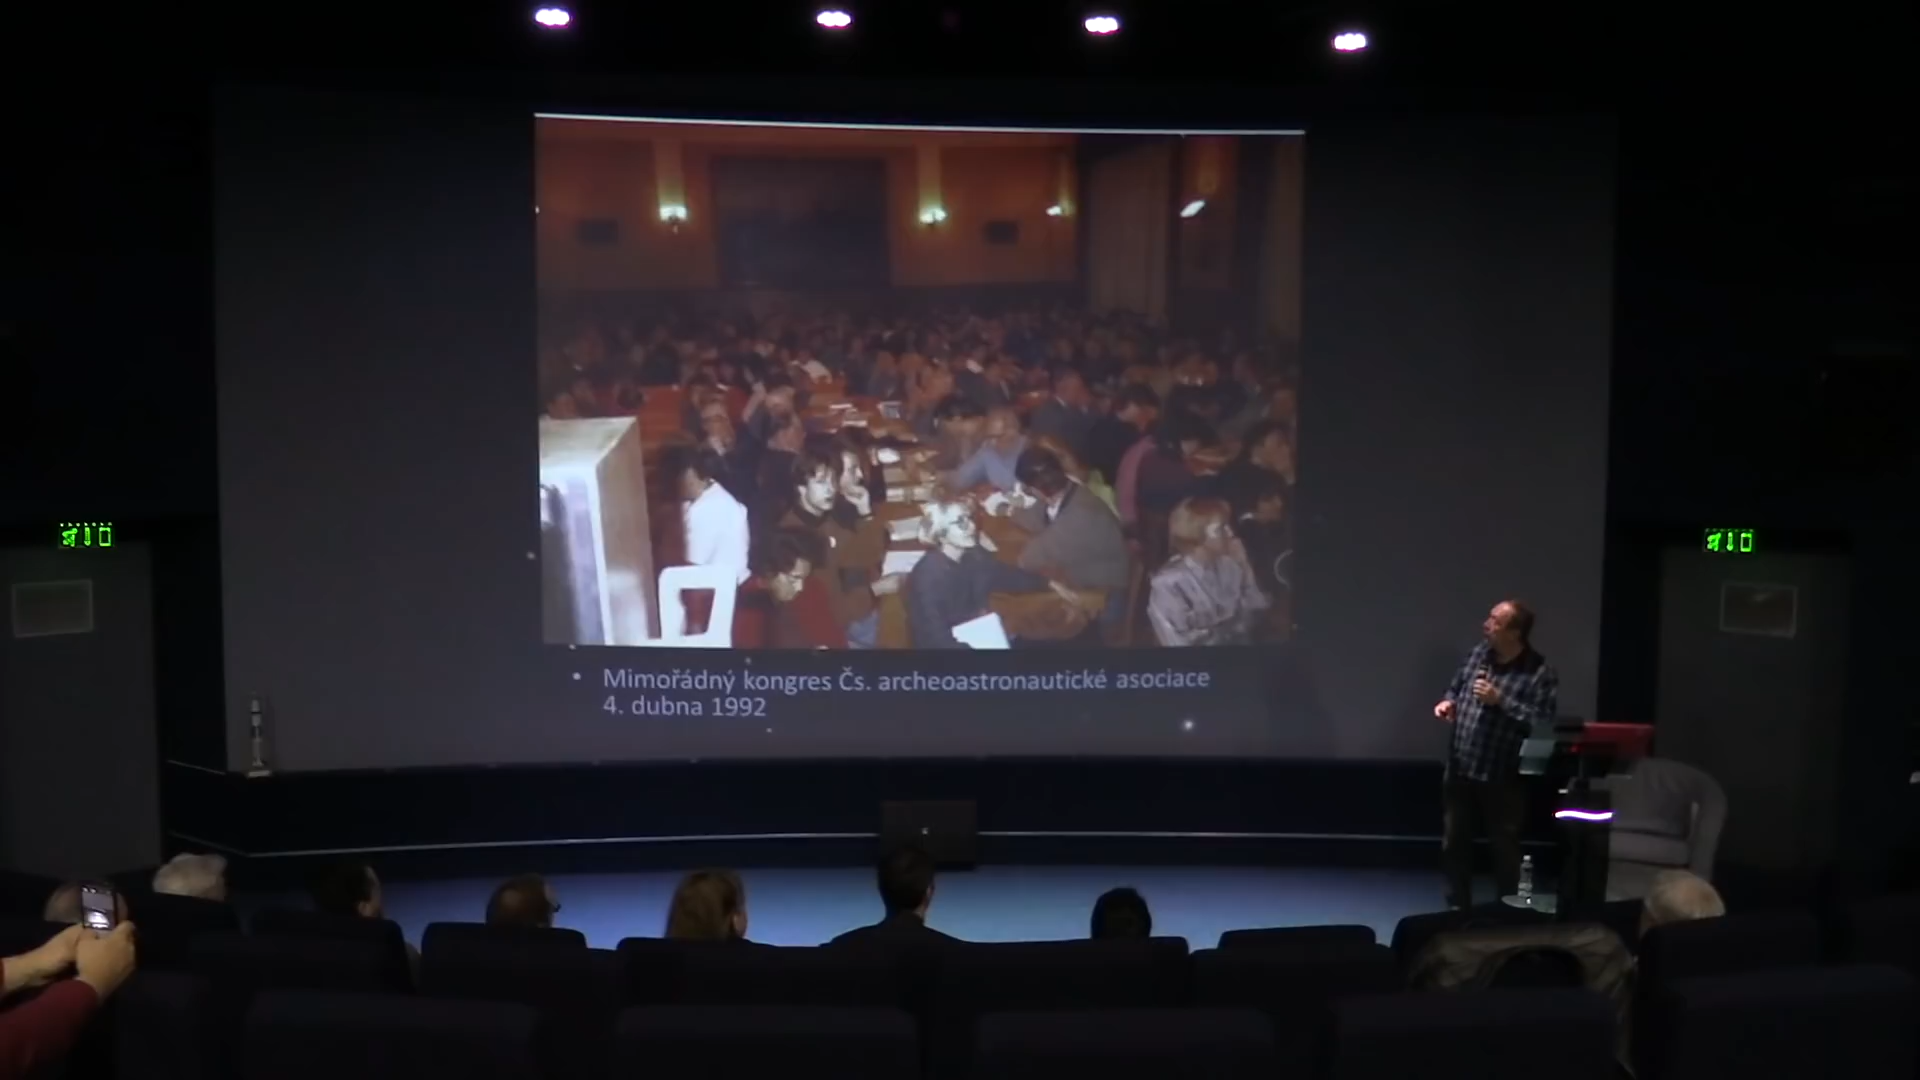 • Mimořádný kongres Čs. archeoastronautické asociace
4. dubna 1992